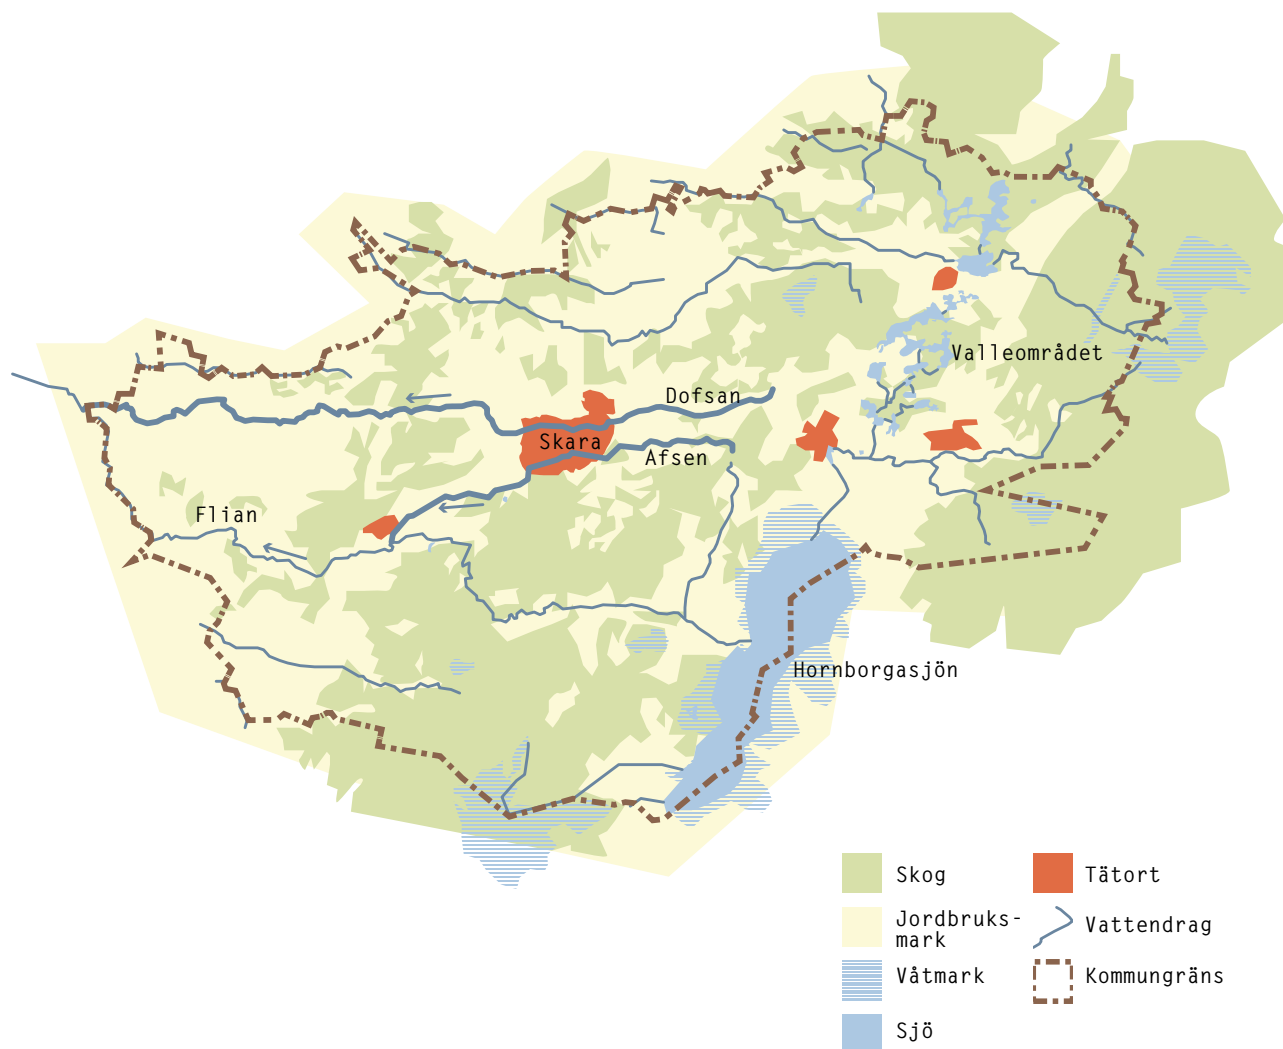 Valleområdet
Dofsan
Skara
Afsen
Flian
Hornborgasjön
Skog
Jordbruks-
mark
Våtmark
Sjö
Tätort
Vattendrag
Kommungräns